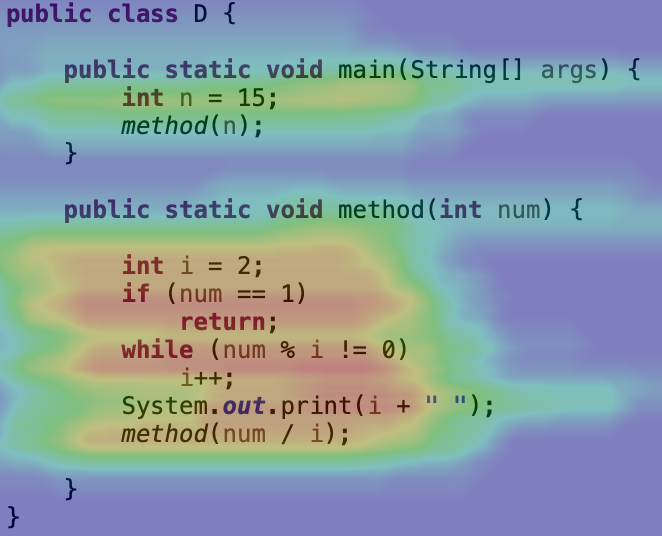 public class D {
public static void main(String[] args) {
int n = 15;
method(n);
}
public static void method(int num) {
int i = 2;
if (num == 1)
return;
while (num % i != 0)
i++;
System.out.print(i + " ");
method(num / i);
}
}